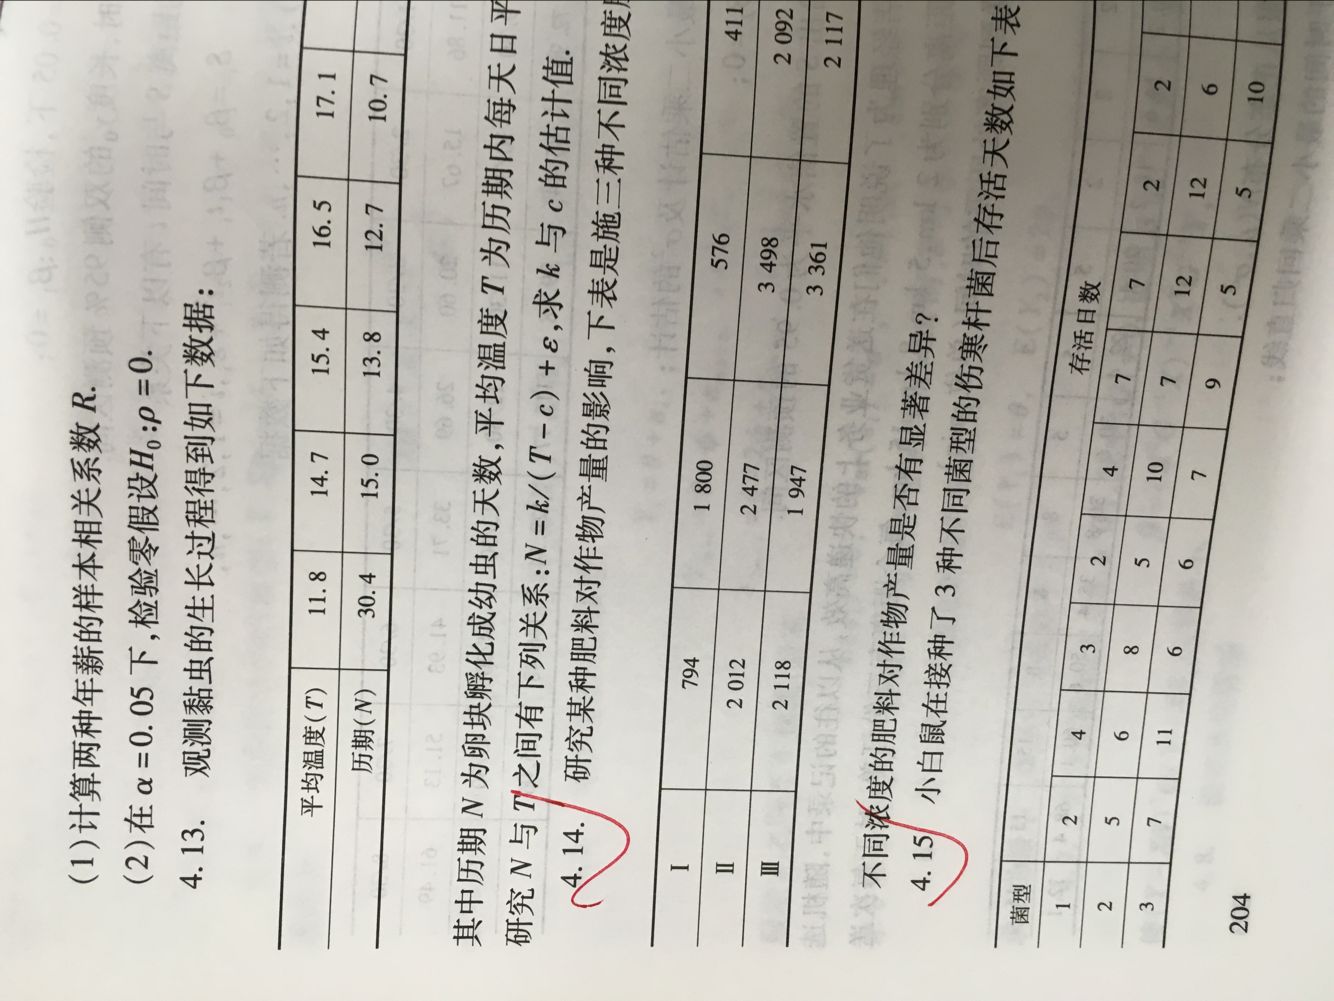 (1)计算两种年薪的样本相关系数 R.
(2)在 α=0.05 下,检验零假设H₀:ρ=0.
4.13. 观测黏虫的生长过程得到如下数据:
平均温度(T) 11.8 14.7 15.4 16.5 17.1
历期(N) 30.4 15.0 13.8 12.7 10.7
其中历期 N 为卵块孵化成幼虫的天数,平均温度 T 为历期内每天日平
研究 N 与 T 之间有下列关系:N=k/(T-c)+ε,求 k 与 c 的估计值.
4.14. 研究某种肥料对作物产量的影响,下表是施三种不同浓度
Ⅰ 794 1 800 576 411
Ⅱ 2 012 2 477 3 498 2 092
Ⅲ 2 118 1 947 3 361 2 117
不同浓度的肥料对作物产量是否有显著差异?
4.15 小白鼠在接种了 3 种不同菌型的伤寒杆菌后存活天数如下表
菌型 存活日数
1 2 4 3 2 4 7 7 2 2
2 5 6 8 5 10 7 12 12 6
3 7 11 6 6 7 9 5 5 10
204